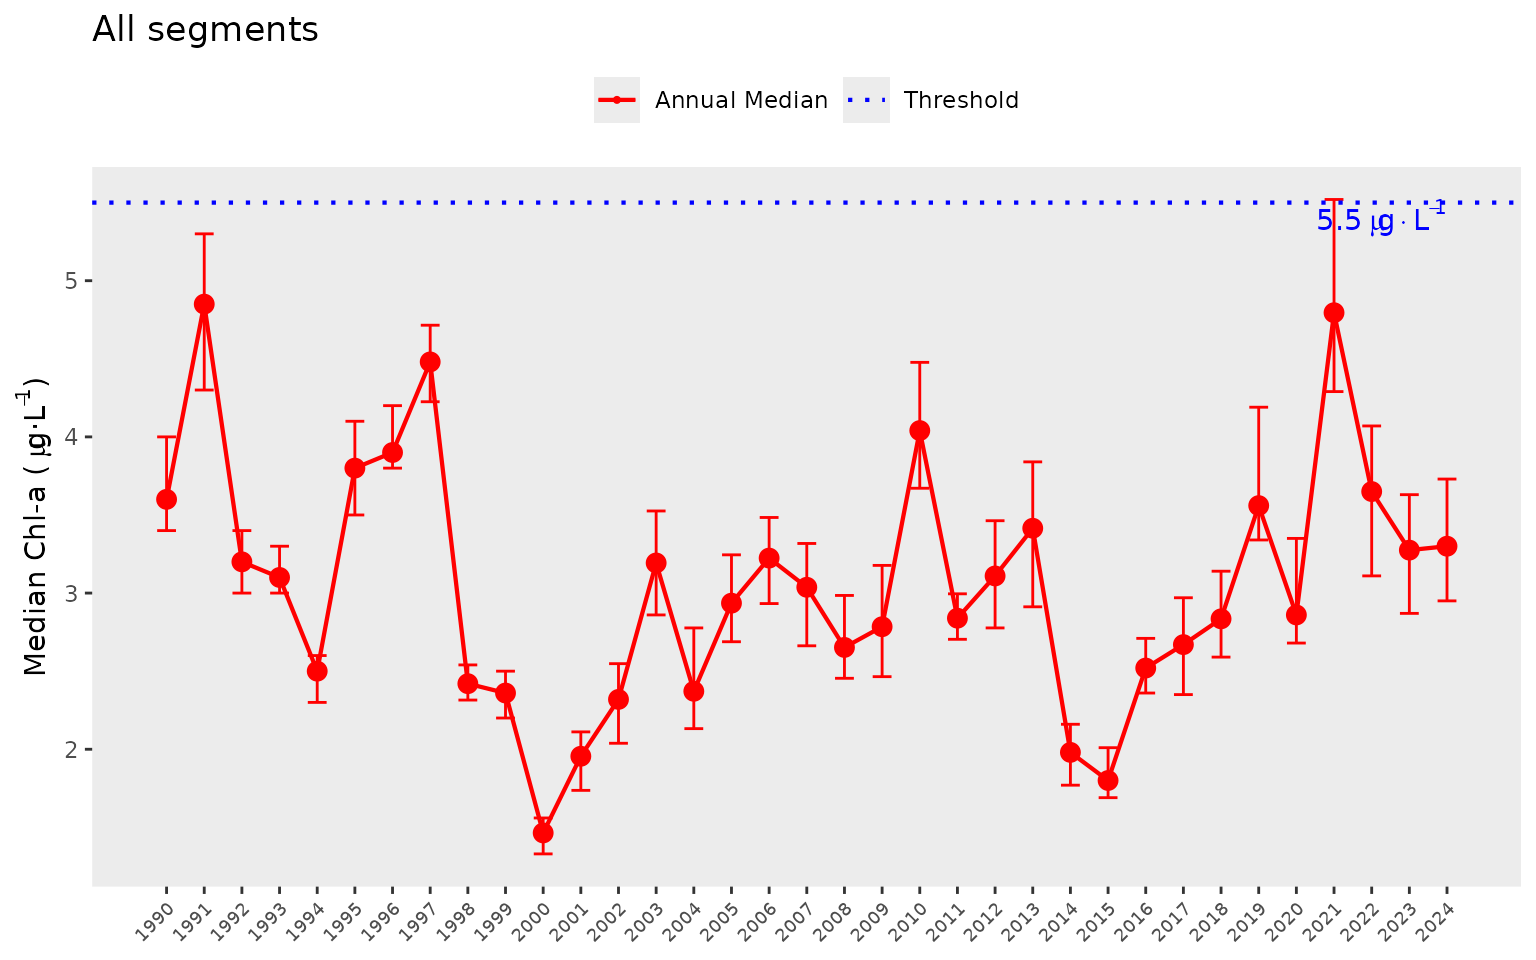 All segments
Annual Median
Threshold
5.5 μg · L⁻¹
Median Chl-a ( μg·L⁻¹)
5
4
3
2
1990 1991 1992 1993 1994 1995 1996 1997 1998 1999 2000 2001 2002 2003 2004 2005 2006 2007 2008 2009 2010 2011 2012 2013 2014 2015 2016 2017 2018 2019 2020 2021 2022 2023 2024